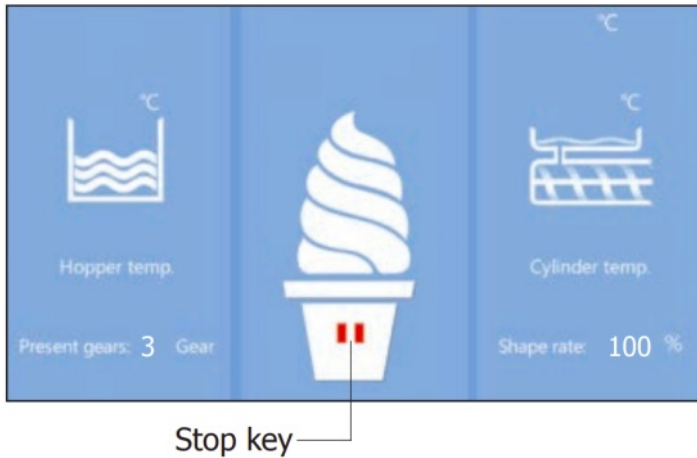 °C
°C
°C
Hopper temp.
Cylinder temp.
Present gears: 3 Gear
Shape rate: 100 %
Stop key